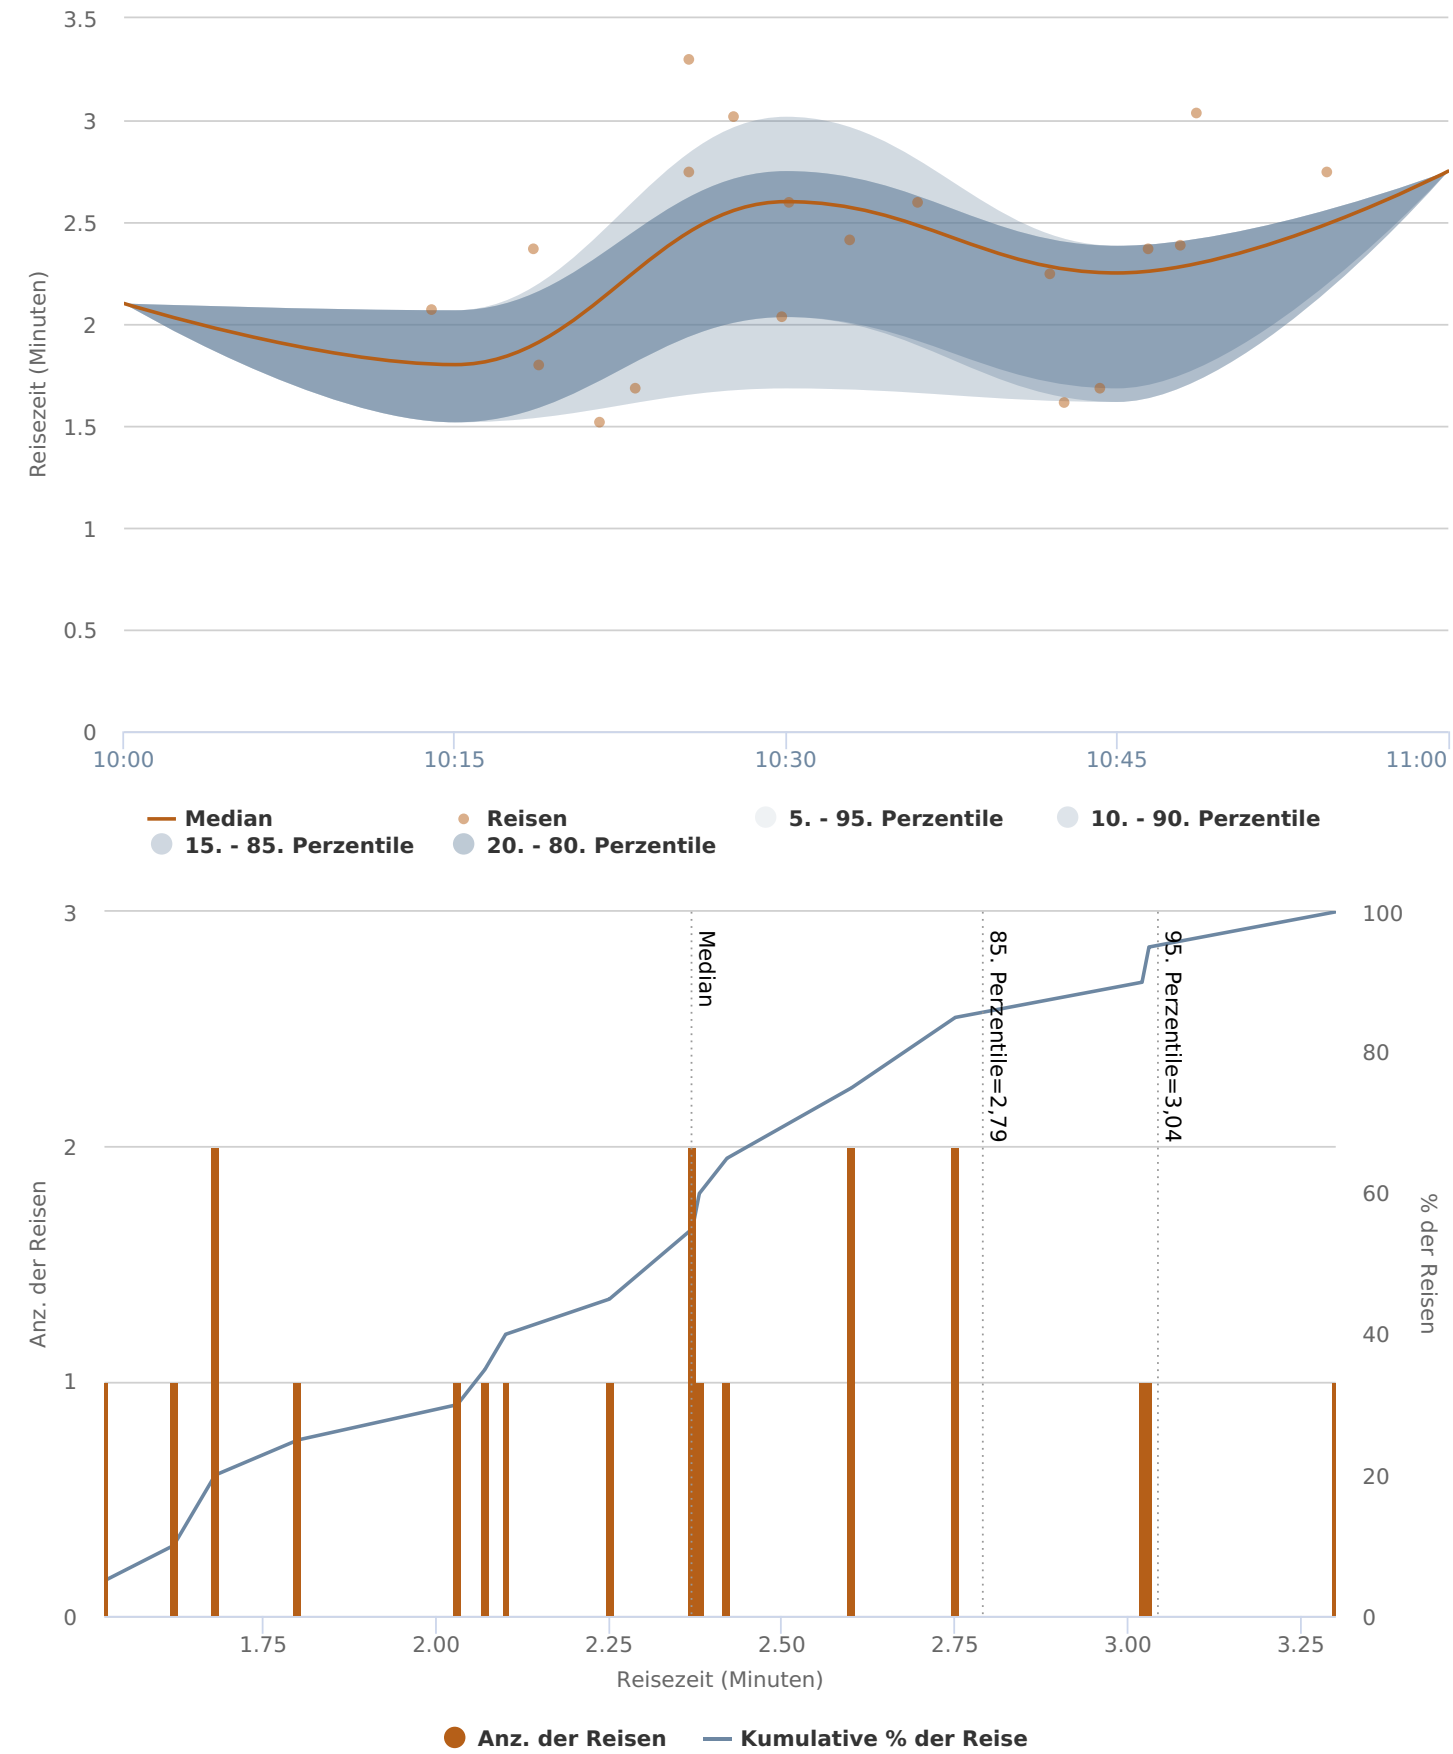 3.5
3
2.5
2
1.5
1
0.5
0
Reisezeit (Minuten)
10:00 10:15 10:30 10:45 11:00
Median Reisen 5. - 95. Perzentile 10. - 90. Perzentile
15. - 85. Perzentile 20. - 80. Perzentile
3
2
1
0
Anz. der Reisen
Median
85. Perzentile=2,79
95. Perzentile=3,04
100
80
60
40
20
0
% der Reisen
1.75 2.00 2.25 2.50 2.75 3.00 3.25
Reisezeit (Minuten)
Anz. der Reisen Kumulative % der Reise